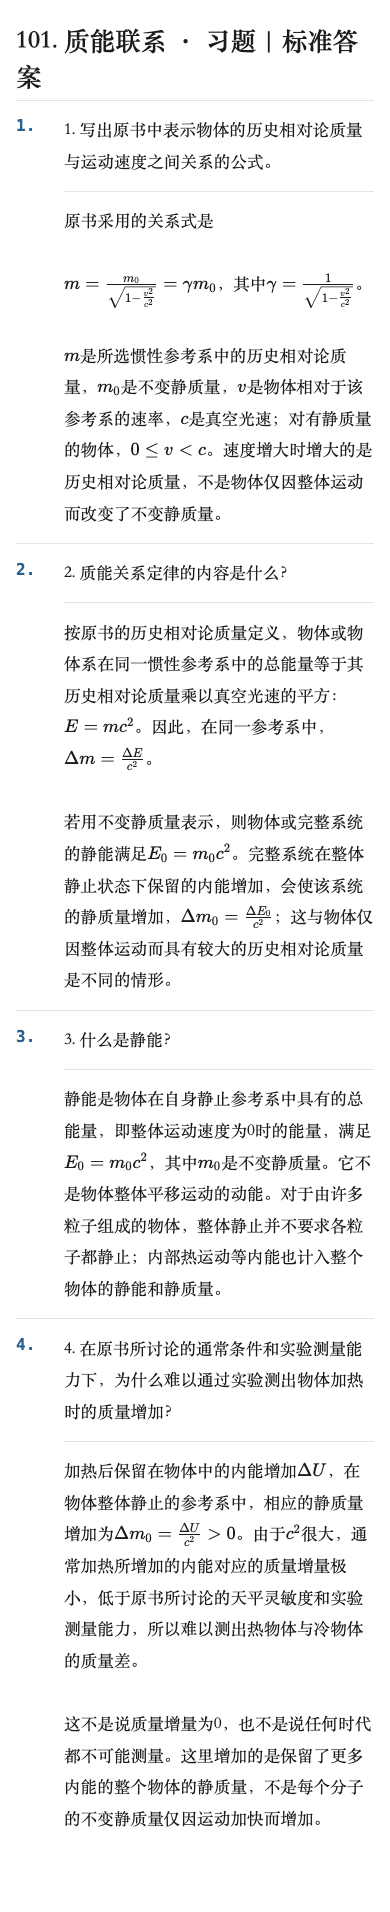 101. 质能联系 · 习题 | 标准答
案
1.
1. 写出原书中表示物体的历史相对论质量
与运动速度之间关系的公式。
原书采用的关系式是
m = \frac{m_0}{\sqrt{1-\frac{v^2}{c^2}}} = γm₀，其中γ = \frac{1}{\sqrt{1-\frac{v^2}{c^2}}}。
m是所选惯性参考系中的历史相对论质
量，m₀是不变静质量，v是物体相对于该
参考系的速率，c是真空光速；对有静质量
的物体，0 ≤ v < c。速度增大时增大的是
历史相对论质量，不是物体仅因整体运动
而改变了不变静质量。
2.
2. 质能关系定律的内容是什么?
按原书的历史相对论质量定义，物体或物
体系在同一惯性参考系中的总能量等于其
历史相对论质量乘以真空光速的平方：
E = mc²。因此，在同一参考系中，
Δm = \frac{ΔE}{c²}。
若用不变静质量表示，则物体或完整系统
的静能满足E₀ = m₀c²。完整系统在整体
静止状态下保留的内能增加，会使该系统
的静质量增加，Δm₀ = \frac{ΔE₀}{c²}；这与物体仅
因整体运动而具有较大的历史相对论质量
是不同的情形。
3.
3. 什么是静能?
静能是物体在自身静止参考系中具有的总
能量，即整体运动速度为0时的能量，满足
E₀ = m₀c²，其中m₀是不变静质量。它不
是物体整体平移运动的动能。对于由许多
粒子组成的物体，整体静止并不要求各粒
子都静止；内部热运动等内能也计入整个
物体的静能和静质量。
4.
4. 在原书所讨论的通常条件和实验测量能
力下，为什么难以通过实验测出物体加热
时的质量增加?
加热后保留在物体中的内能增加ΔU，在
物体整体静止的参考系中，相应的静质量
增加为Δm₀ = \frac{ΔU}{c²} > 0。由于c²很大，通
常加热所增加的内能对应的质量增量极
小，低于原书所讨论的天平灵敏度和实验
测量能力，所以难以测出热物体与冷物体
的质量差。
这不是说质量增量为0，也不是说任何时代
都不可能测量。这里增加的是保留了更多
内能的整个物体的静质量，不是每个分子
的不变静质量仅因运动加快而增加。